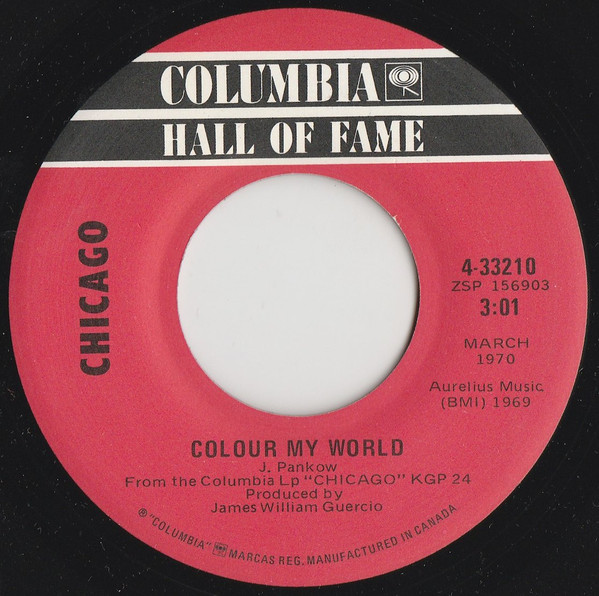 COLUMBIA
HALL OF FAME
CHICAGO
4-33210
ZSP 156903
3:01
MARCH
1970
Aurelius Music
(BMI) 1969
COLOUR MY WORLD
J. Pankow
From the Columbia Lp "CHICAGO" KGP 24
Produced by
James William Guercio
® "COLUMBIA" MARCAS REG. MANUFACTURED IN CANADA